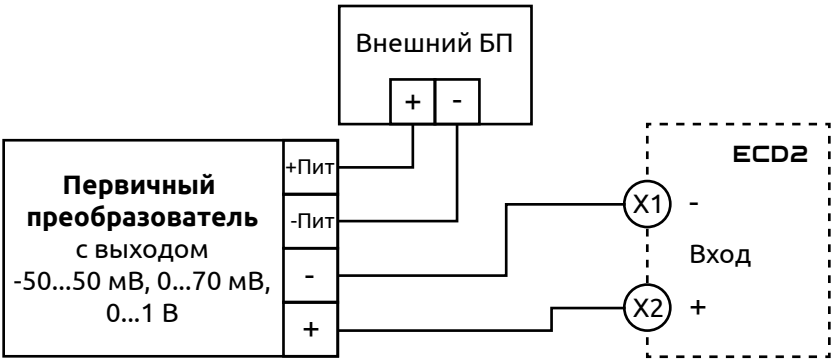 Внешний БП
+ -
+Пит
-Пит
-
+
Первичный
преобразователь
с выходом
-50...50 мВ, 0...70 мВ,
0...1 В
ECD2
X1 -
Вход
X2 +